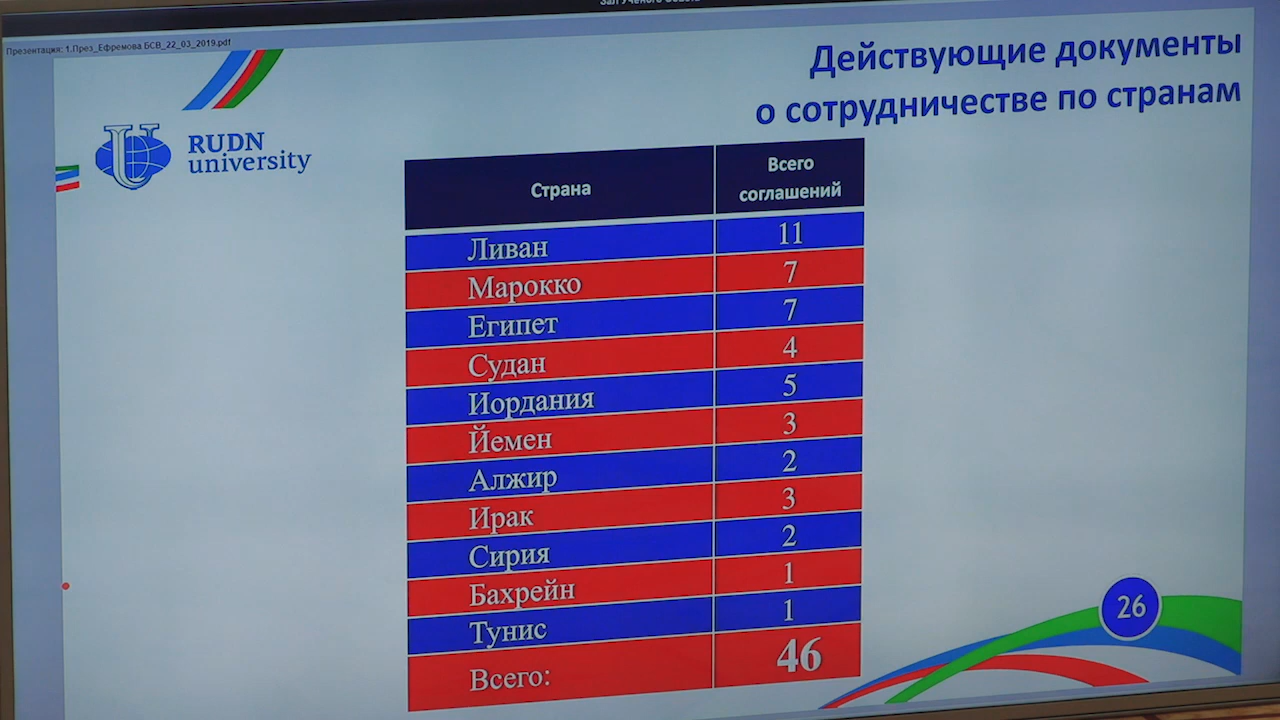 Презентация: 1.През_Ефремова БСВ_22_03_2019.pdf
Действующие документы
о сотрудничестве по странам
RUDN
university
Страна Всего соглашений
Ливан 11
Марокко 7
Египет 7
Судан 4
Иордания 5
Йемен 3
Алжир 2
Ирак 3
Сирия 2
Бахрейн 1
Тунис 1
Всего: 46
26